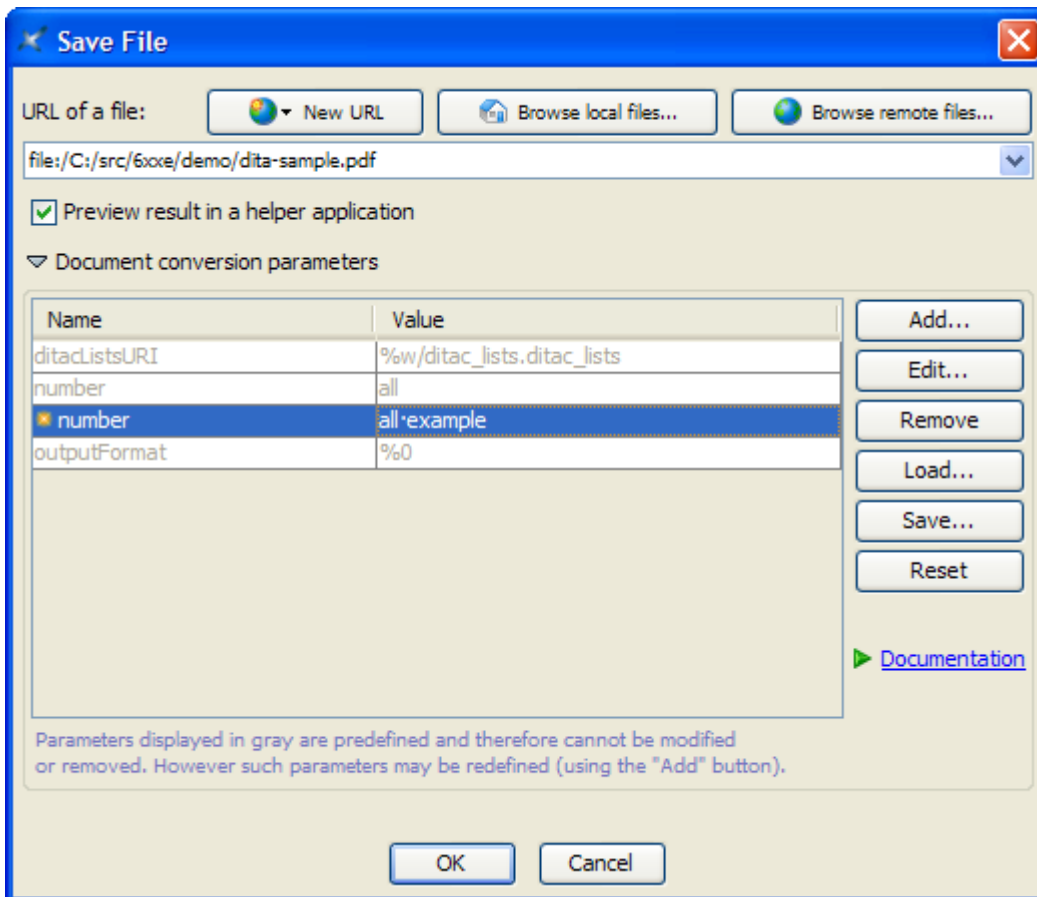 Save File
URL of a file:
New URL
Browse local files...
Browse remote files...
file:/C:/src/6xxe/demo/dita-sample.pdf
Preview result in a helper application
Document conversion parameters
Name Value
ditacListsURI %w/ditac_lists.ditac_lists
number all
number all·example
outputFormat %0
Add...
Edit...
Remove
Load...
Save...
Reset
Documentation
Parameters displayed in gray are predefined and therefore cannot be modified
or removed. However such parameters may be redefined (using the "Add" button).
OK
Cancel